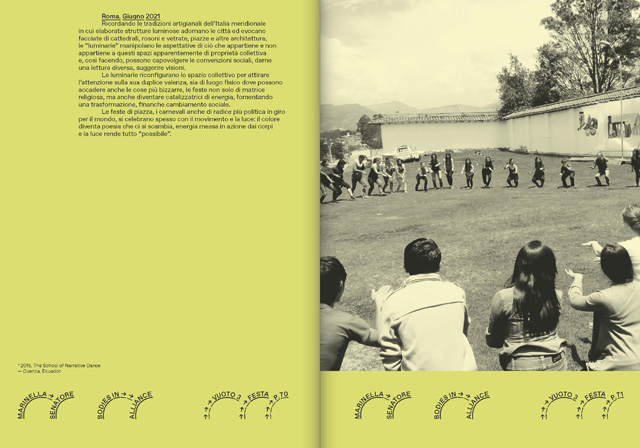 Roma, Giugno 2021
Ricordando le tradizioni artigianali dell'Italia meridionale
in cui elaborate strutture luminose adornano le città ed evocano
facciate di cattedrali, rosoni e vetrate, piazze e altre architetture,
le "luminarie" manipolano le aspettative di ciò che appartiene e non
appartiene a questi spazi apparentemente di proprietà collettiva
e, così facendo, possono capovolgere le convenzioni sociali, darne
una lettura diversa, suggerire visioni.
Le luminarie riconfigurano lo spazio collettivo per attirare
l'attenzione sulla sua duplice valenza, sia di luogo dive dove possono
accadere anche le cose più bizzarre, le feste non solo di matrice
religiosa, ma anche diventare catalizzatrici di energia, fomentando
una trasformazione, finanche cambiamento sociale.
Le feste di piazza, i carnevali anche di radice più politica in giro
per il mondo, si celebrano spesso con il movimento e la luce: il colore
diventa poesia che ci si scambia, energia messa in azione dai corpi
e la luce rende tutto "possibile".
* 2015, The School of Narrative Dance
— Cuenca, Ecuador
MARINELLA → SENATORE
BODIES IN → ALLIANCE
↑ → → VUOTO 3
↑ → → FESTA
↑ → → P. 70
MARINELLA → SENATORE
BODIES IN → ALLIANCE
↑ → → VUOTO 3
↑ → → FESTA
↑ → → P. 71